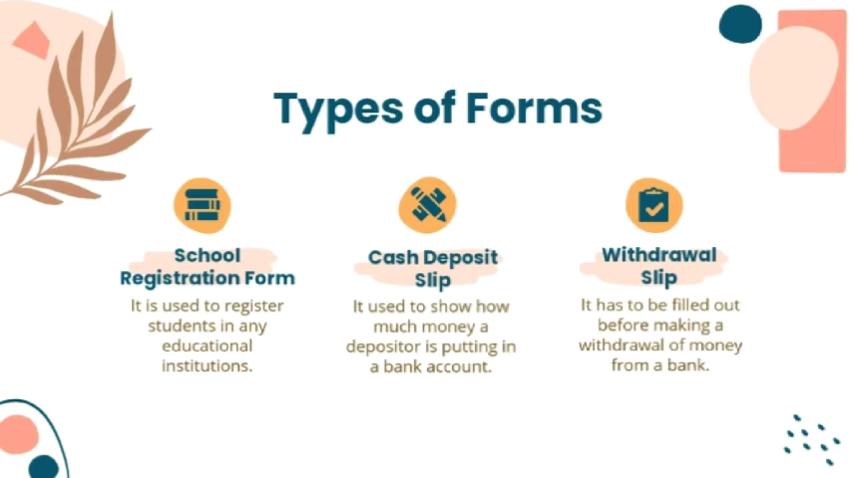 Types of Forms
School
Registration Form
It is used to register
students in any
educational
institutions.
Cash Deposit
Slip
It used to show how
much money a
depositor is putting in
a bank account.
Withdrawal
Slip
It has to be filled out
before making a
withdrawal of money
from a bank.